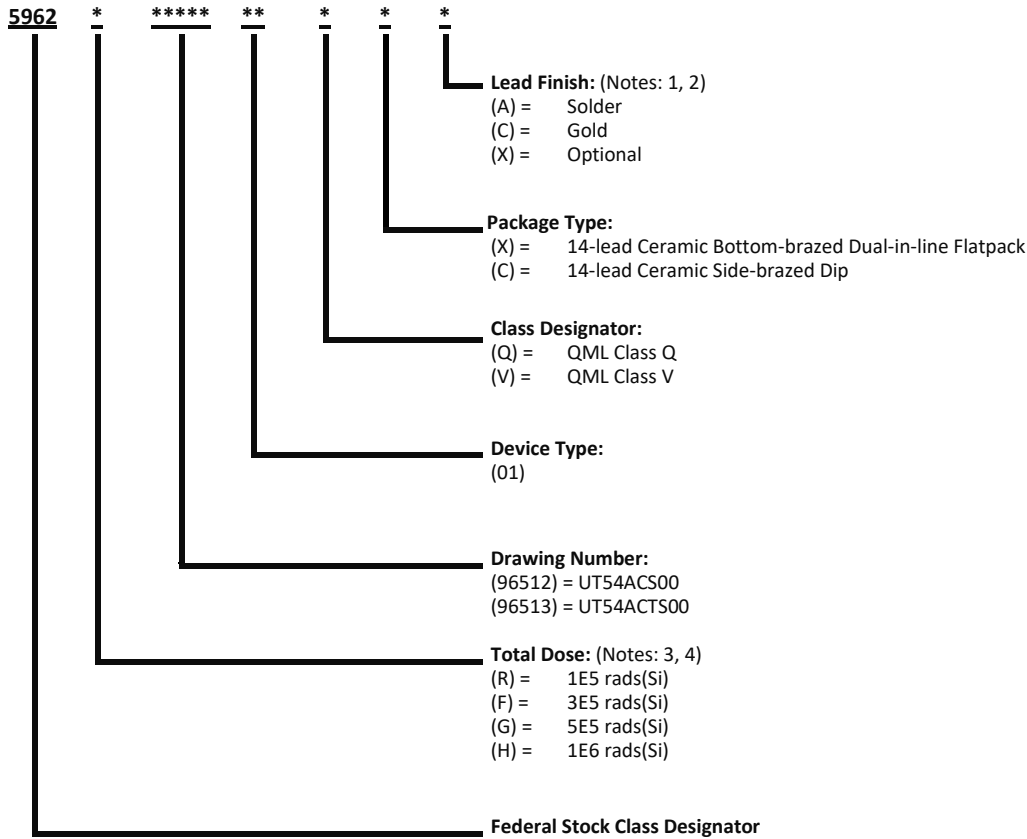 5962 * ***** ** * * *
Lead Finish: (Notes: 1, 2)
(A) = Solder
(C) = Gold
(X) = Optional
Package Type:
(X) = 14-lead Ceramic Bottom-brazed Dual-in-line Flatpack
(C) = 14-lead Ceramic Side-brazed Dip
Class Designator:
(Q) = QML Class Q
(V) = QML Class V
Device Type:
(01)
Drawing Number:
(96512) = UT54ACS00
(96513) = UT54ACTS00
Total Dose: (Notes: 3, 4)
(R) = 1E5 rads(Si)
(F) = 3E5 rads(Si)
(G) = 5E5 rads(Si)
(H) = 1E6 rads(Si)
Federal Stock Class Designator